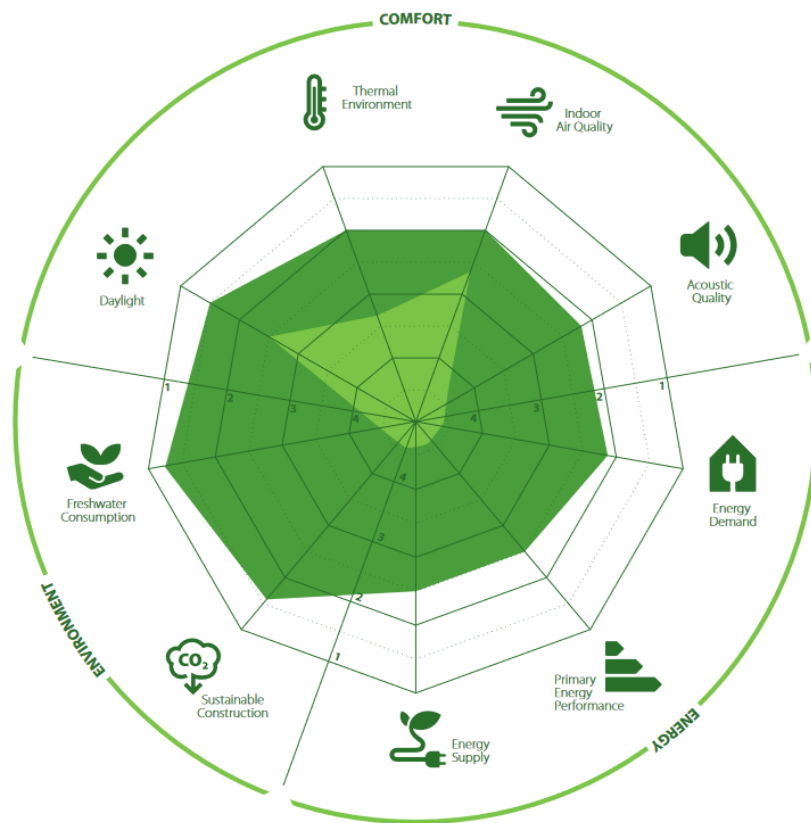 COMFORT
Thermal
Environment
Indoor
Air Quality
Daylight
Acoustic
Quality
1
2
3
4
4
3
2
1
Freshwater
Consumption
Energy
Demand
4
3
2
1
ENVIRONMENT
CO₂
Sustainable
Construction
Energy
Supply
Primary
Energy
Performance
ENERGY